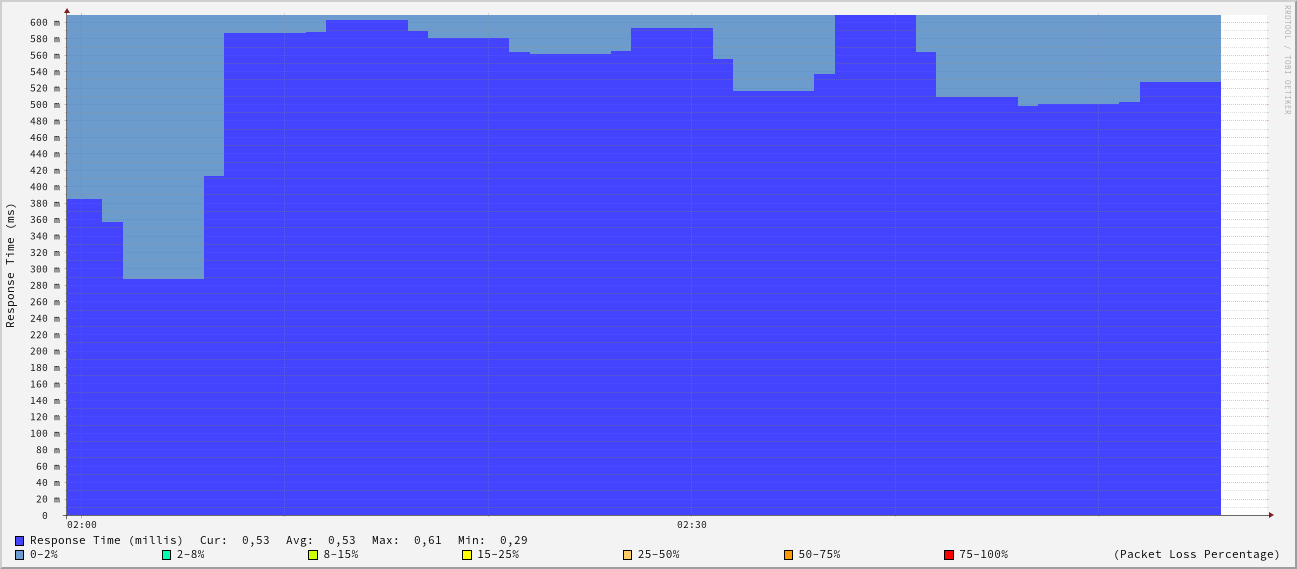 RRDTOOL / TOBI OETIKER
Response Time (ms)
600 m
580 m
560 m
540 m
520 m
500 m
480 m
460 m
440 m
420 m
400 m
380 m
360 m
340 m
320 m
300 m
280 m
260 m
240 m
220 m
200 m
180 m
160 m
140 m
120 m
100 m
80 m
60 m
40 m
20 m
0
02:00 02:30
Response Time (millis) Cur: 0,53 Avg: 0,53 Max: 0,61 Min: 0,29
0-2% 2-8% 8-15% 15-25% 25-50% 50-75% 75-100% (Packet Loss Percentage)